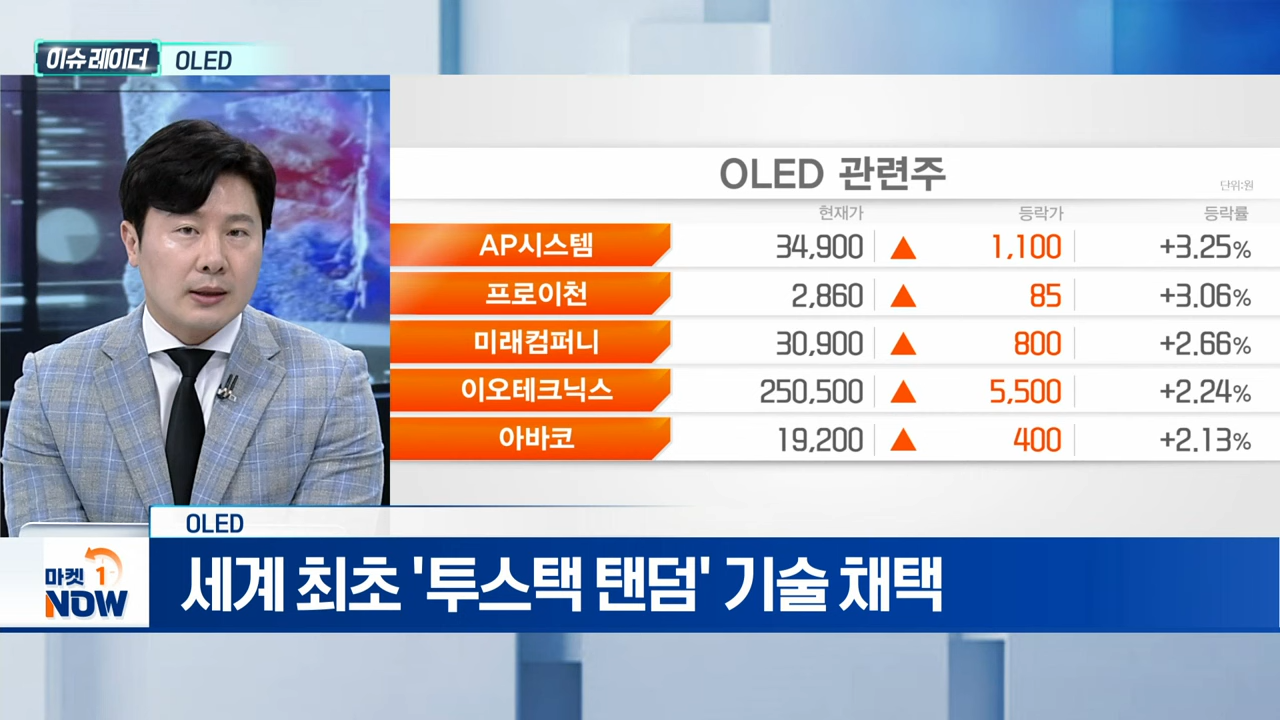 이슈레이더 OLED
OLED 관련주
단위:원
현재가 등락가 등락률
AP시스템 34,900 ▲ 1,100 +3.25%
프로이천 2,860 ▲ 85 +3.06%
미래컴퍼니 30,900 ▲ 800 +2.66%
이오테크닉스 250,500 ▲ 5,500 +2.24%
아바코 19,200 ▲ 400 +2.13%
OLED
마켓 1
NOW
세계 최초 '투스택 탠덤' 기술 채택